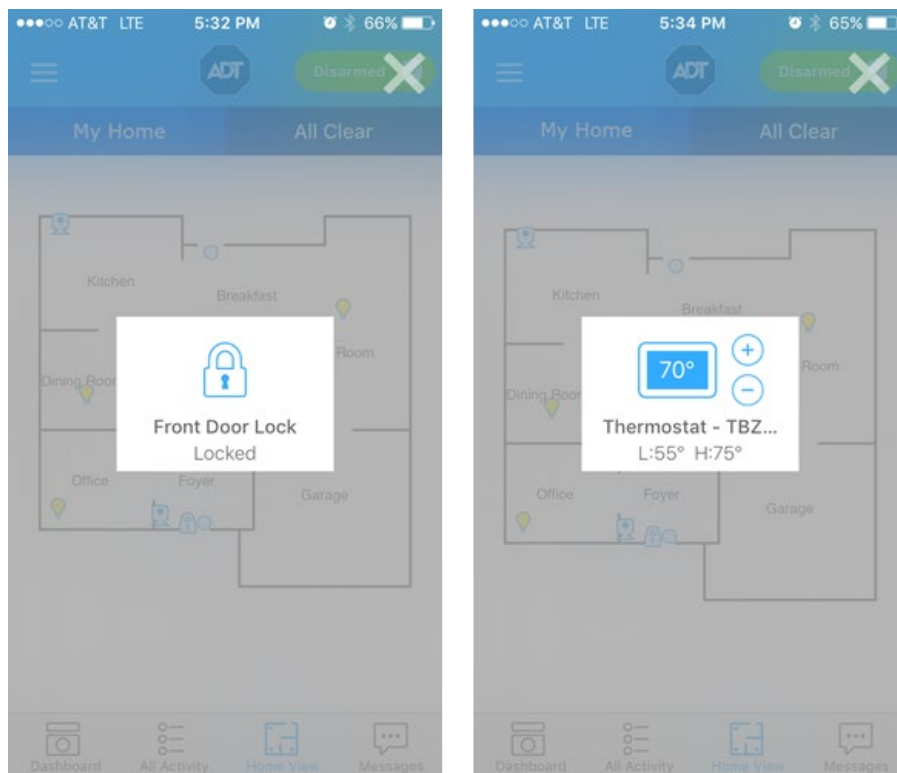 AT&T LTE 5:32 PM 66%
ADT Disarmed
My Home All Clear
Kitchen
Breakfast
Room
Dining Roo
Front Door Lock
Locked
Office Foyer
Garage
Dashboard All Activity Home View Messages
AT&T LTE 5:34 PM 65%
ADT Disarmed
My Home All Clear
Kitchen
Breakfast
70° + −
Room
Dining Roo
Thermostat - TBZ...
L:55° H:75°
Office Foyer
Garage
Dashboard All Activity Home View Messages